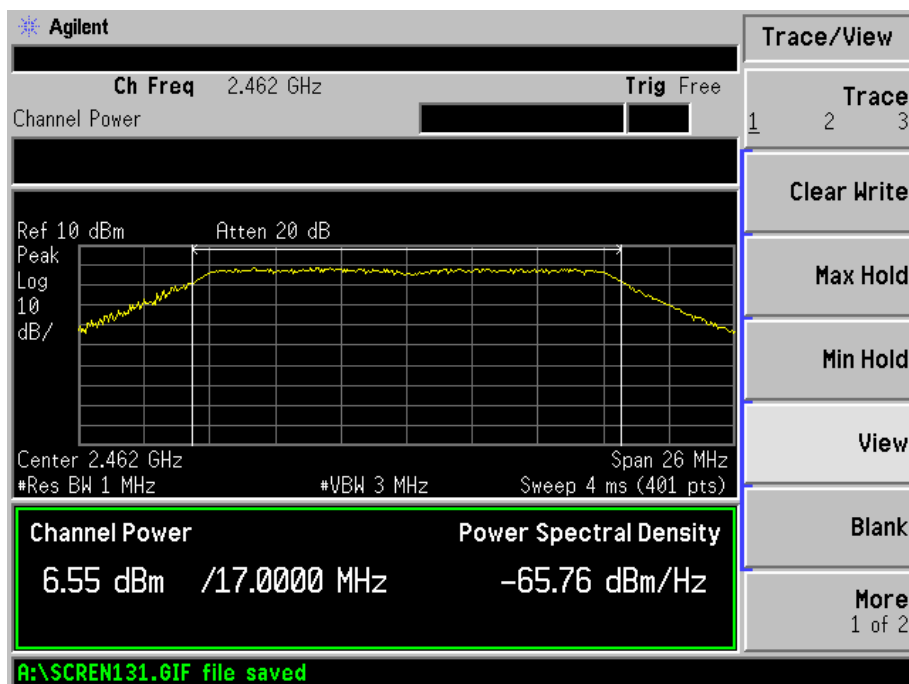 Agilent
Trace/View
Ch Freq 2.462 GHz Trig Free
Channel Power
Trace
1 2 3
Clear Write
Ref 10 dBm Atten 20 dB
Peak
Log
10
dB/
Max Hold
Min Hold
Center 2.462 GHz Span 26 MHz
#Res BW 1 MHz #VBW 3 MHz Sweep 4 ms (401 pts)
View
Channel Power Power Spectral Density
6.55 dBm /17.0000 MHz -65.76 dBm/Hz
Blank
More
1 of 2
A:\SCREN131.GIF file saved